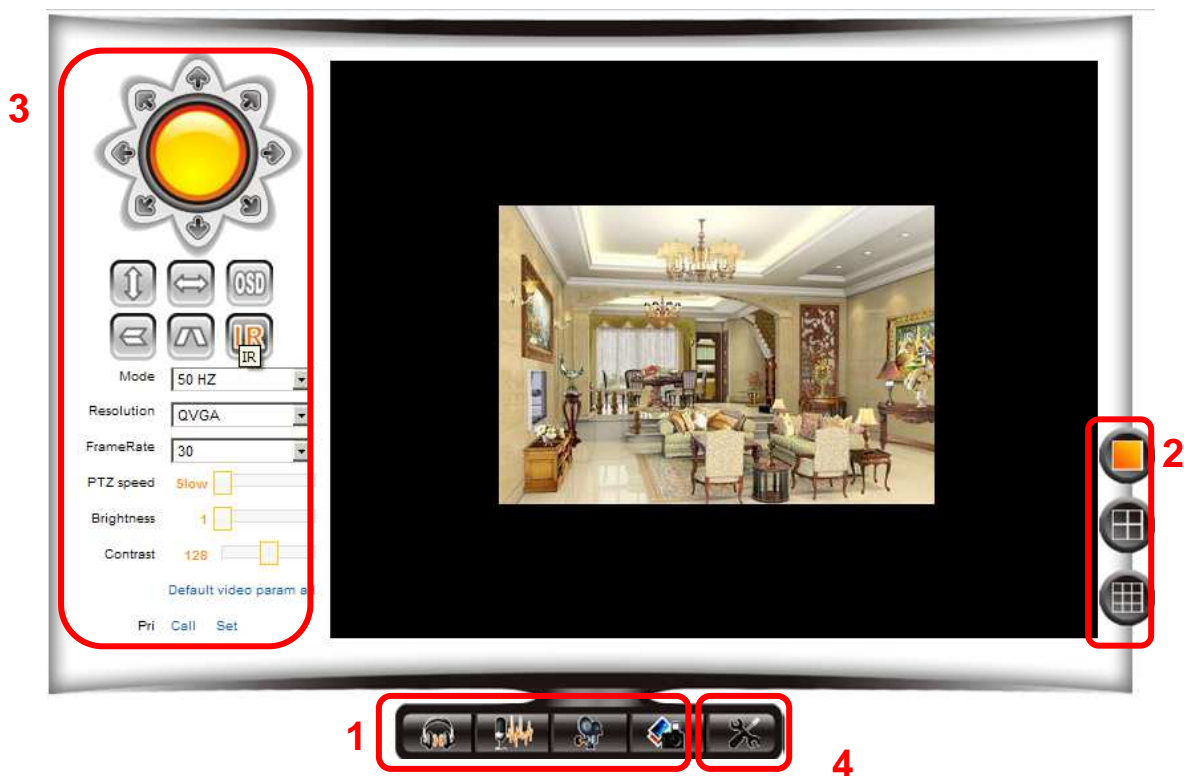 3
OSD
IR
IR
Mode 50 HZ
Resolution QVGA
FrameRate 30
PTZ speed Slow
Brightness 1
Contrast 128
Default video param
Pri Call Set
2
1
4